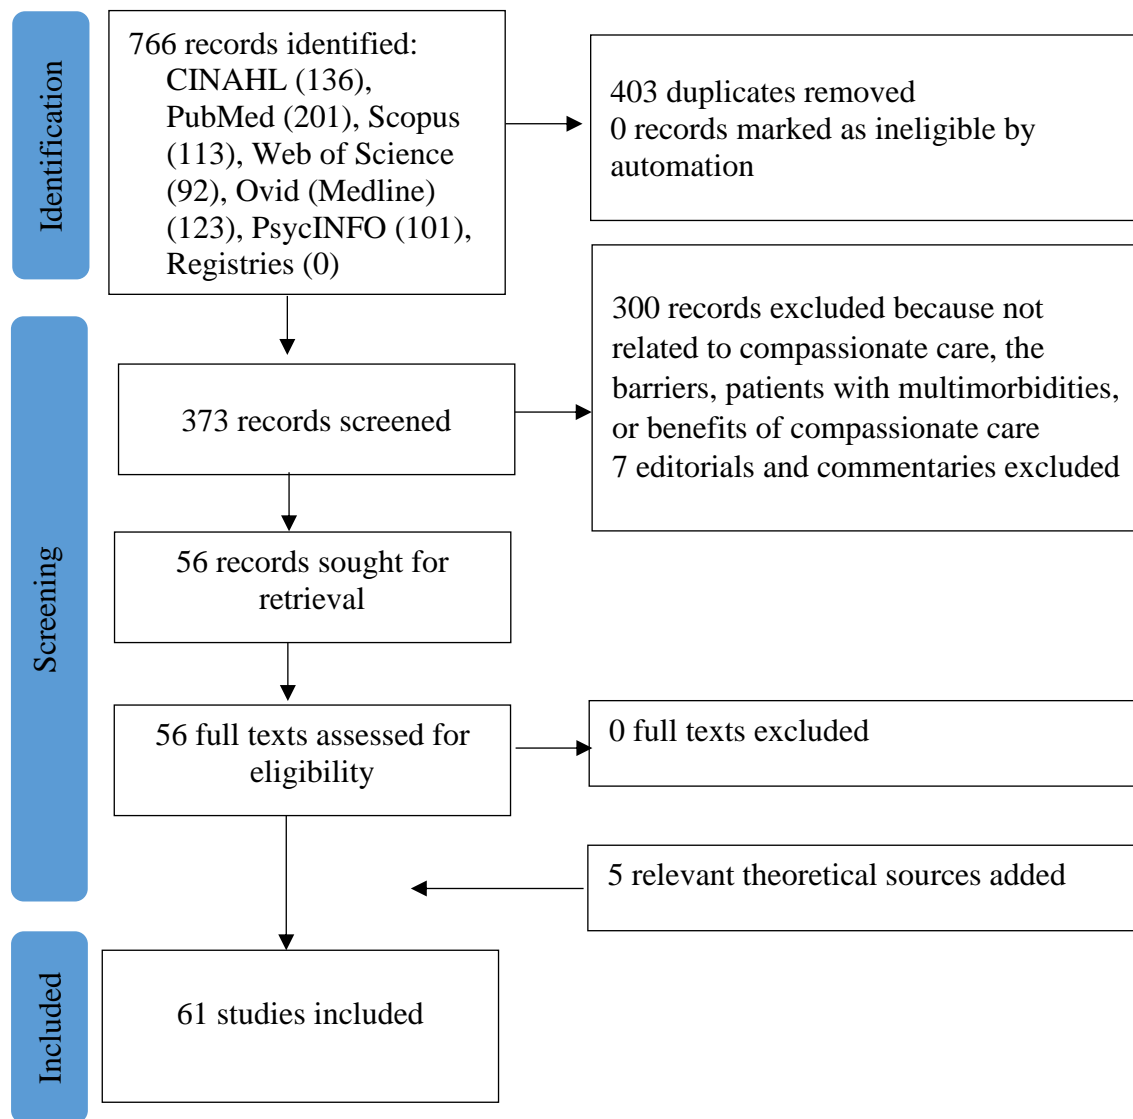 Identification
766 records identified:
CINAHL (136),
PubMed (201), Scopus
(113), Web of Science
(92), Ovid (Medline)
(123), PsycINFO (101),
Registries (0)
403 duplicates removed
0 records marked as ineligible by
automation
Screening
373 records screened
300 records excluded because not
related to compassionate care, the
barriers, patients with multimorbidities,
or benefits of compassionate care
7 editorials and commentaries excluded
56 records sought for
retrieval
56 full texts assessed for
eligibility
0 full texts excluded
5 relevant theoretical sources added
Included
61 studies included